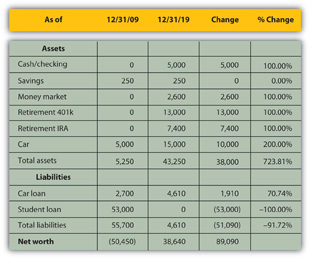 As of 12/31/09 12/31/19 Change % Change
Assets
Cash/checking 0 5,000 5,000 100.00%
Savings 250 250 0 0.00%
Money market 0 2,600 2,600 100.00%
Retirement 401k 0 13,000 13,000 100.00%
Retirement IRA 0 7,400 7,400 100.00%
Car 5,000 15,000 10,000 200.00%
Total assets 5,250 43,250 38,000 723.81%
Liabilities
Car loan 2,700 4,610 1,910 70.74%
Student loan 53,000 0 (53,000) –100.00%
Total liabilities 55,700 4,610 (51,090) –91.72%
Net worth (50,450) 38,640 89,090